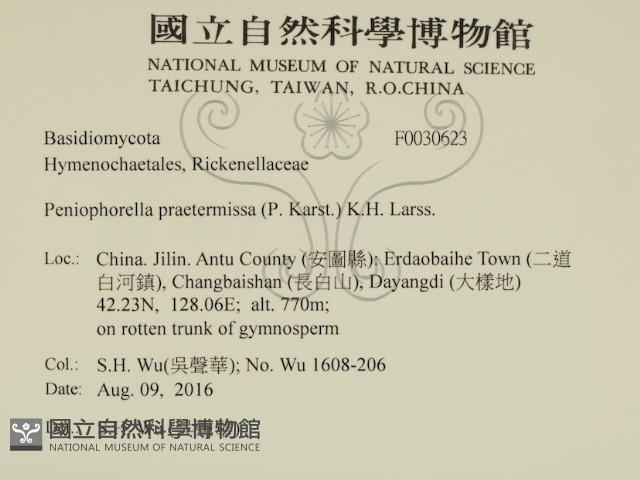 國立自然科學博物館
NATIONAL MUSEUM OF NATURAL SCIENCE
TAICHUNG, TAIWAN, R.O.CHINA
Basidiomycota F0030623
Hymenochaetales, Rickenellaceae
Peniophorella praetermissa (P. Karst.) K.H. Larss.
Loc.: China. Jilin. Antu County (安圖縣): Erdaobaihe Town (二道
白河鎮), Changbaishan (長白山), Dayangdi (大樣地)
42.23N, 128.06E; alt. 770m;
on rotten trunk of gymnosperm
Col.: S.H. Wu(吳聲華); No. Wu 1608-206
Date: Aug. 09, 2016
國立自然科學博物館
NATIONAL MUSEUM OF NATURAL SCIENCE